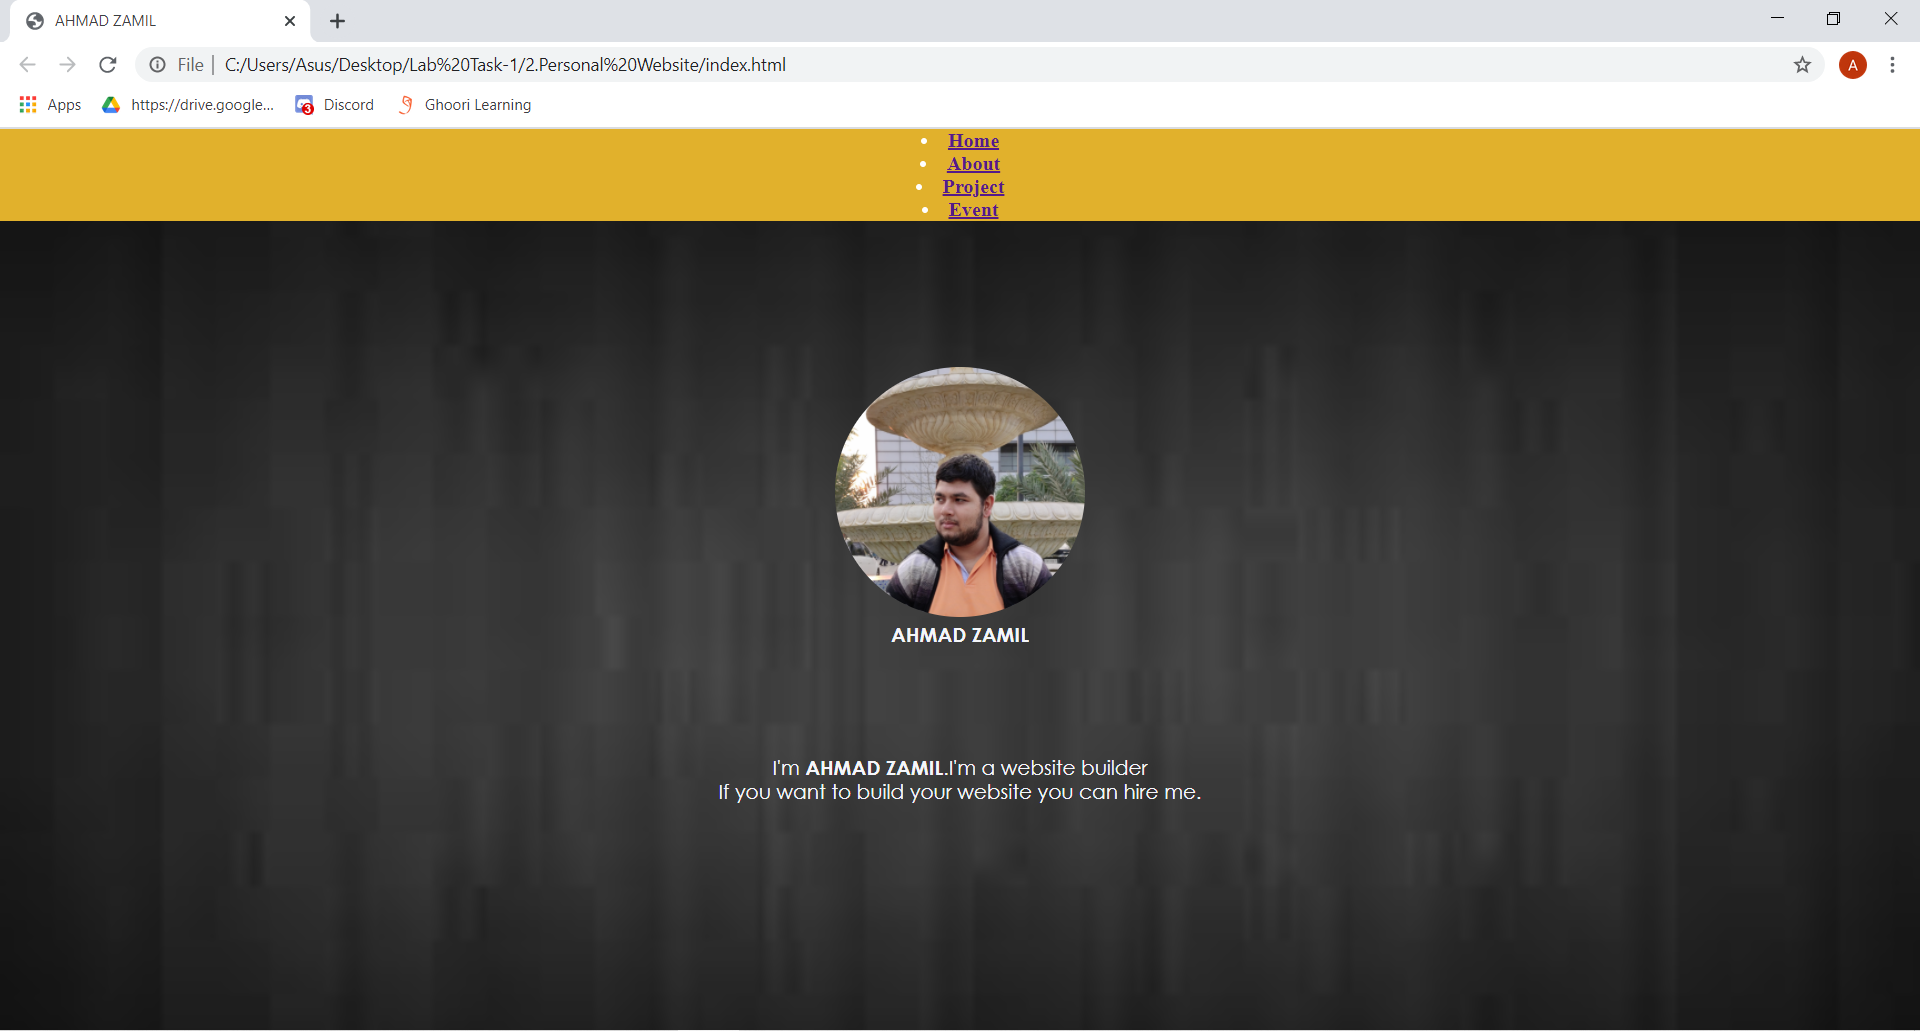 AHMAD ZAMIL
File | C:/Users/Asus/Desktop/Lab%20Task-1/2.Personal%20Website/index.html
A
Apps https://drive.google... 3 Discord Ghoori Learning
• Home
• About
• Project
• Event
AHMAD ZAMIL
I'm AHMAD ZAMIL.I'm a website builder
If you want to build your website you can hire me.